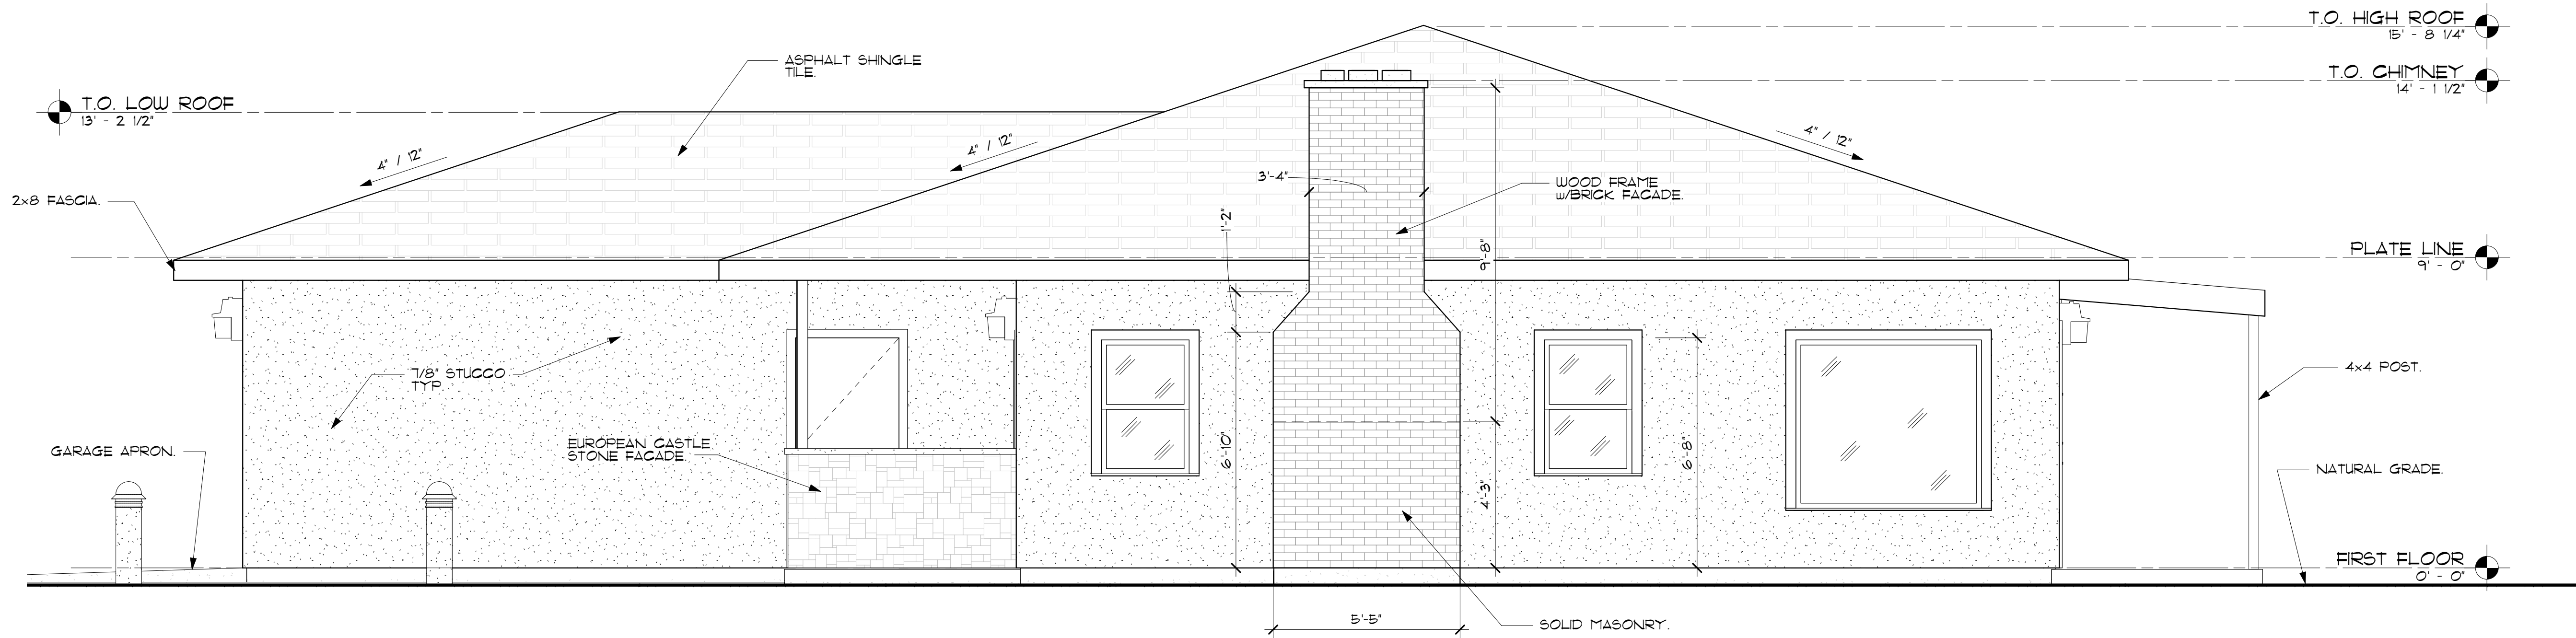 T.O. HIGH ROOF
15' - 8 1/4"
T.O. CHIMNEY
14' - 1 1/2"
ASPHALT SHINGLE
TILE.
T.O. LOW ROOF
13' - 2 1/2"
4" / 12"
4" / 12"
4" / 12"
2x8 FASCIA.
3'-4"
WOOD FRAME
w/BRICK FACADE.
1'-2"
9'-8"
PLATE LINE
9' - 0"
7/8" STUCCO
TYP.
4x4 POST.
EUROPEAN CASTLE
STONE FACADE.
GARAGE APRON.
6'-10"
6'-8"
4'-3"
NATURAL GRADE.
FIRST FLOOR
0' - 0"
5'-5"
SOLID MASONRY.